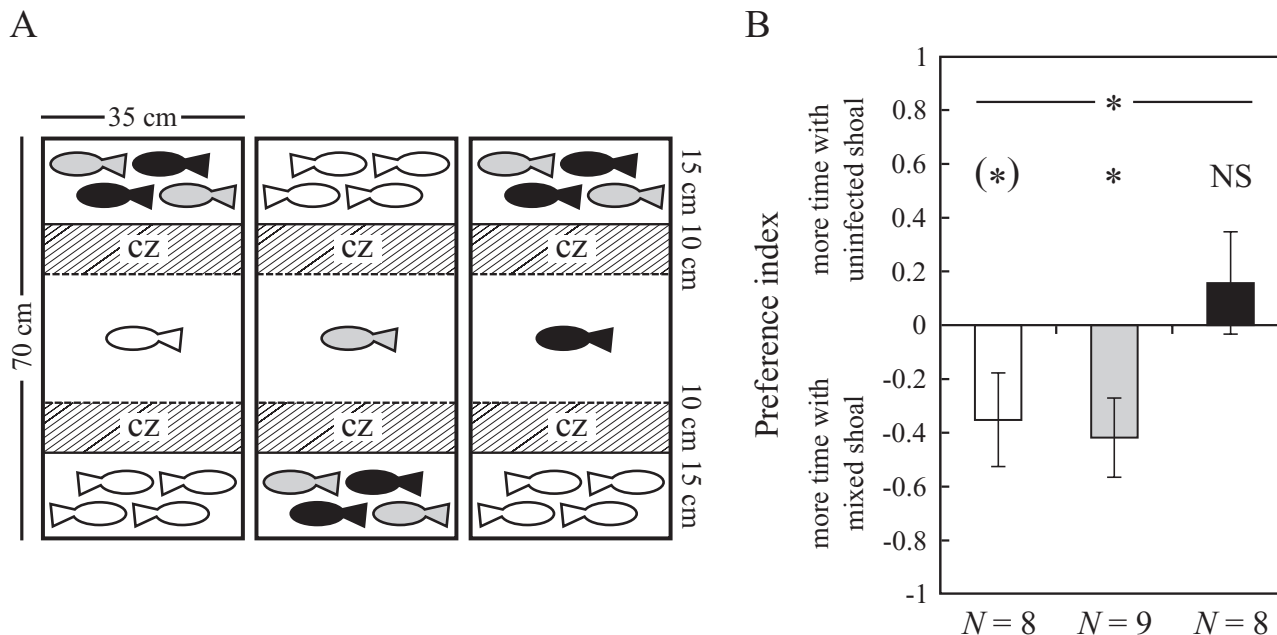 A
35 cm
70 cm
cz
cz
cz
cz
cz
cz
15 cm 10 cm
10 cm 15 cm
B
Preference index
more time with
uninfected shoal
more time with
mixed shoal
1
0.8
0.6
0.4
0.2
0
-0.2
-0.4
-0.6
-0.8
-1
*
(*)
*
NS
N = 8
N = 9
N = 8